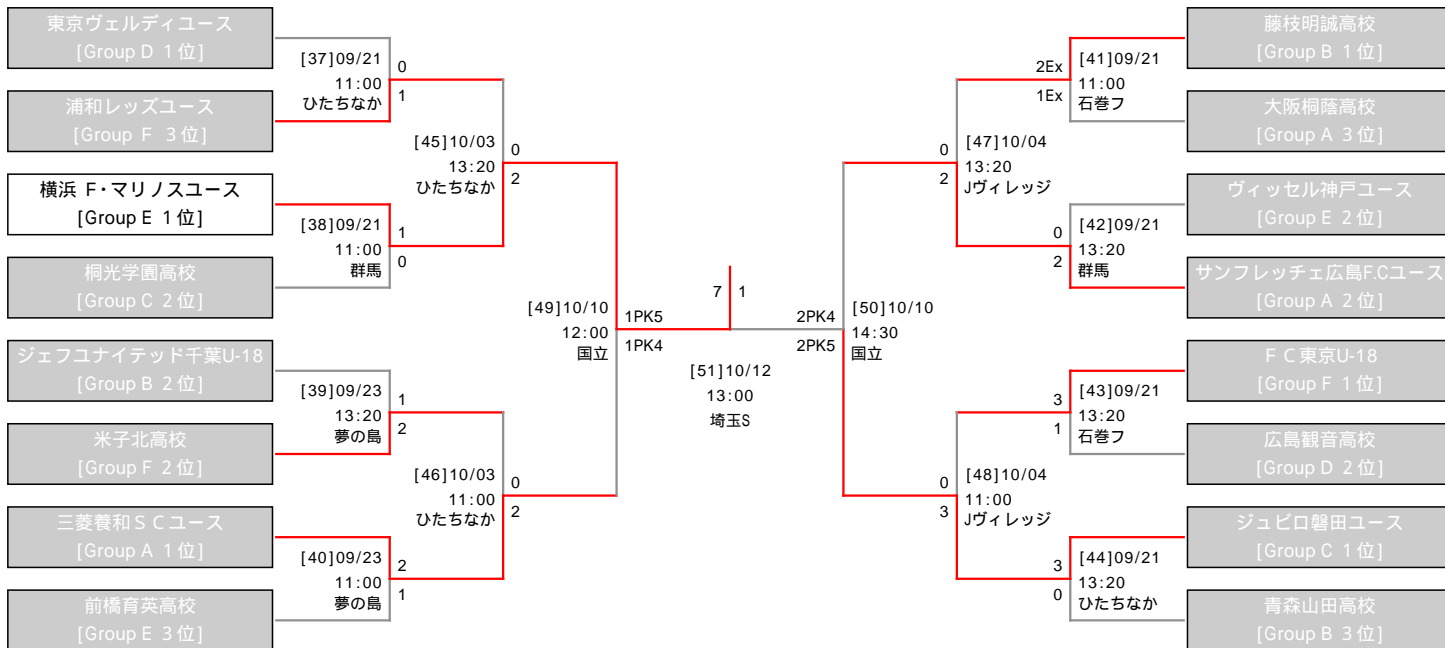 東京ヴェルディユース
[Group D 1位]
[37]09/21
11:00
ひたちなか
0
1
浦和レッズユース
[Group F 3位]
[45]10/03
13:20
ひたちなか
0
2
横浜 F・マリノスユース
[Group E 1位]
[38]09/21
11:00
群馬
1
0
桐光学園高校
[Group C 2位]
[49]10/10
12:00
国立
1PK5
1PK4
ジェフユナイテッド千葉U-18
[Group B 2位]
[39]09/23
13:20
夢の島
1
2
米子北高校
[Group F 2位]
[46]10/03
11:00
ひたちなか
0
2
三菱養和SCユース
[Group A 1位]
[40]09/23
11:00
夢の島
2
1
前橋育英高校
[Group E 3位]
7
1
[51]10/12
13:00
埼玉S
藤枝明誠高校
[Group B 1位]
2Ex
1Ex
[41]09/21
11:00
石巻フ
大阪桐蔭高校
[Group A 3位]
0
2
[47]10/04
13:20
Jヴィレッジ
ヴィッセル神戸ユース
[Group E 2位]
0
2
[42]09/21
13:20
群馬
サンフレッチェ広島F.Cユース
[Group A 2位]
2PK4
2PK5
[50]10/10
14:30
国立
FC東京U-18
[Group F 1位]
3
1
[43]09/21
13:20
石巻フ
広島観音高校
[Group D 2位]
0
3
[48]10/04
11:00
Jヴィレッジ
ジュビロ磐田ユース
[Group C 1位]
3
0
[44]09/21
13:20
ひたちなか
青森山田高校
[Group B 3位]